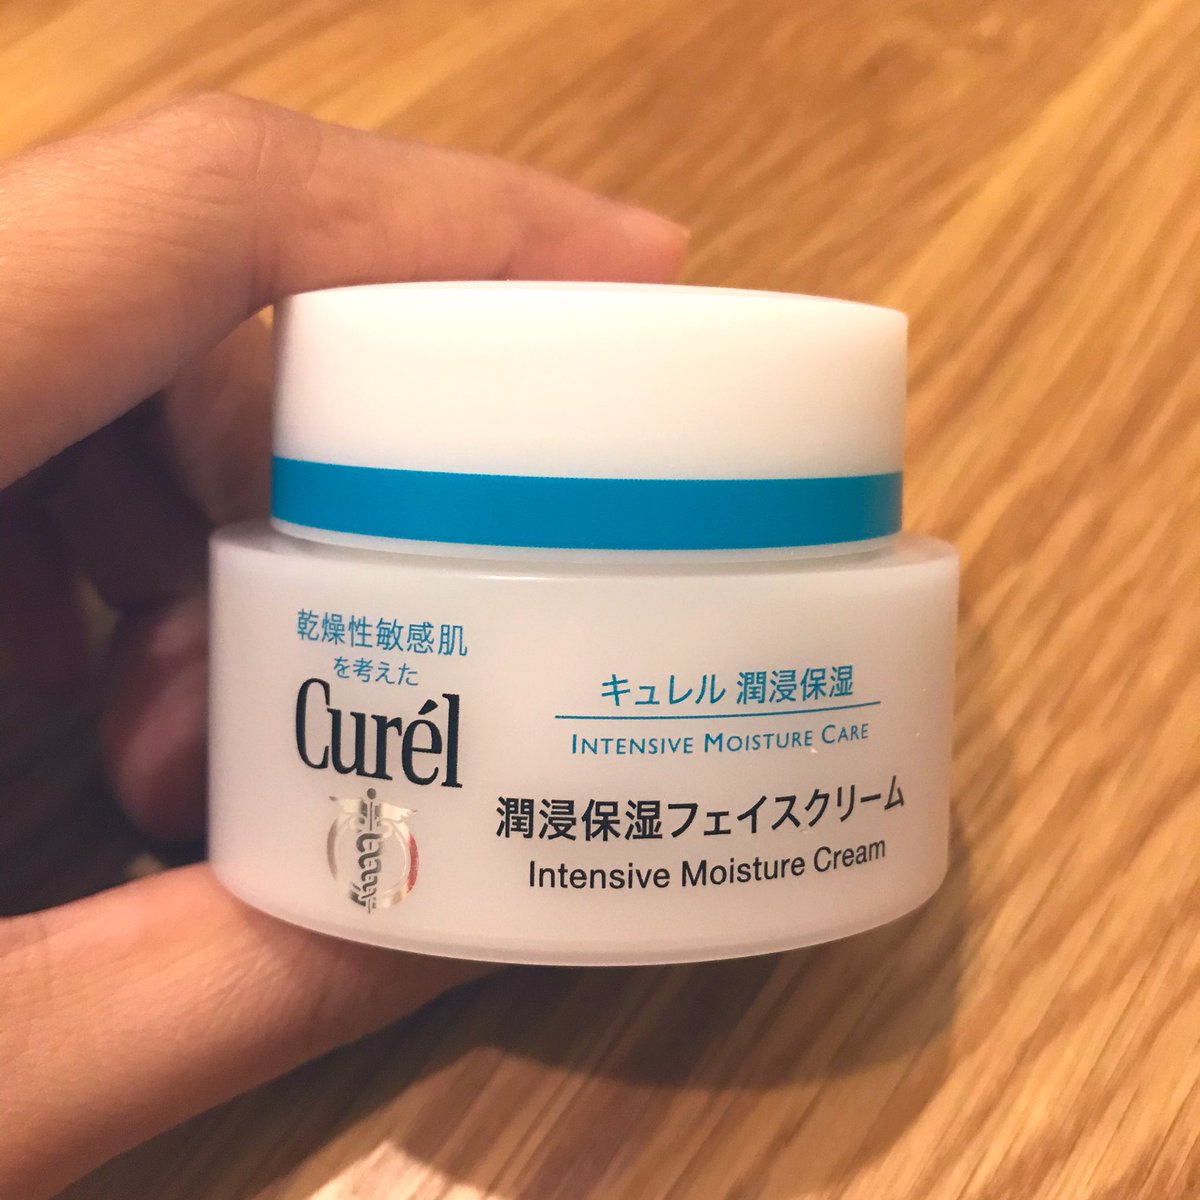 乾燥性敏感肌
を考えた
Curél
キュレル 潤浸保湿
INTENSIVE MOISTURE CARE
潤浸保湿フェイスクリーム
Intensive Moisture Cream